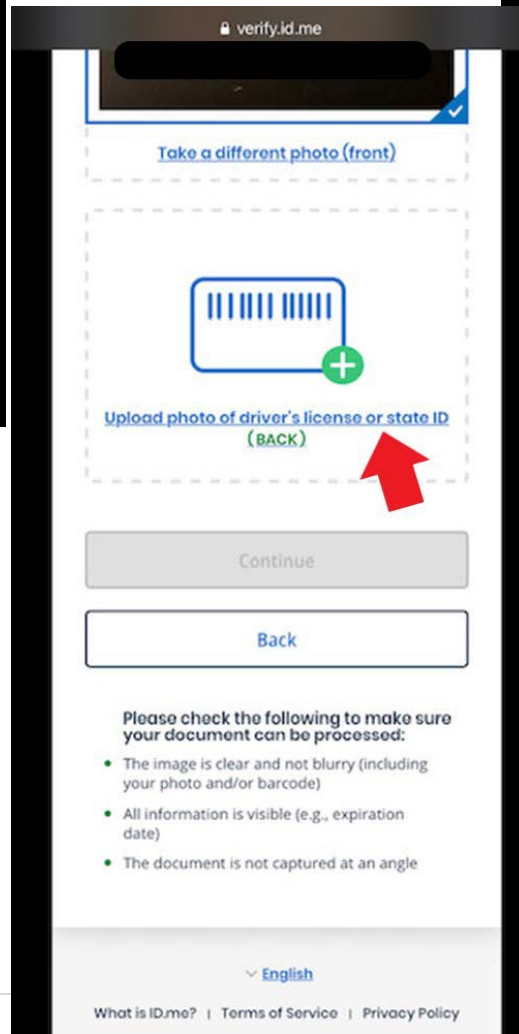 verify.id.me
Take a different photo (front)
Upload photo of driver's license or state ID
(BACK)
Continue
Back
Please check the following to make sure
your document can be processed:
• The image is clear and not blurry (including
your photo and/or barcode)
• All information is visible (e.g., expiration
date)
• The document is not captured at an angle
English
What is ID.me? | Terms of Service | Privacy Policy